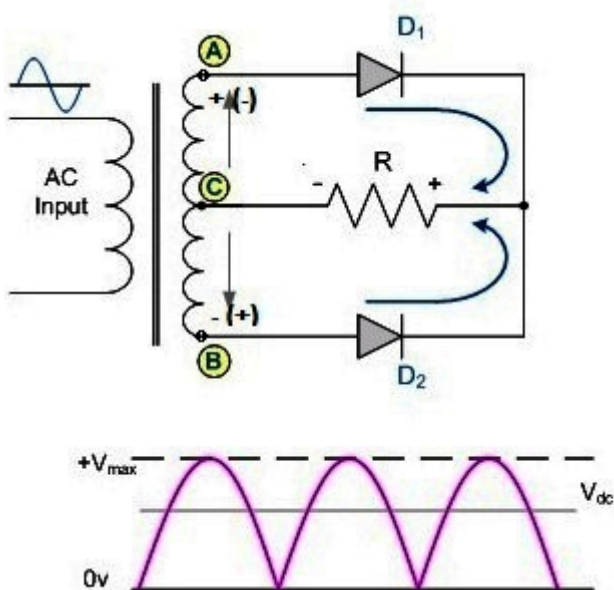 A
D₁
+ (-)
AC
Input
C
R
- +
- (+)
B
D₂
+Vmax
Vdc
0v